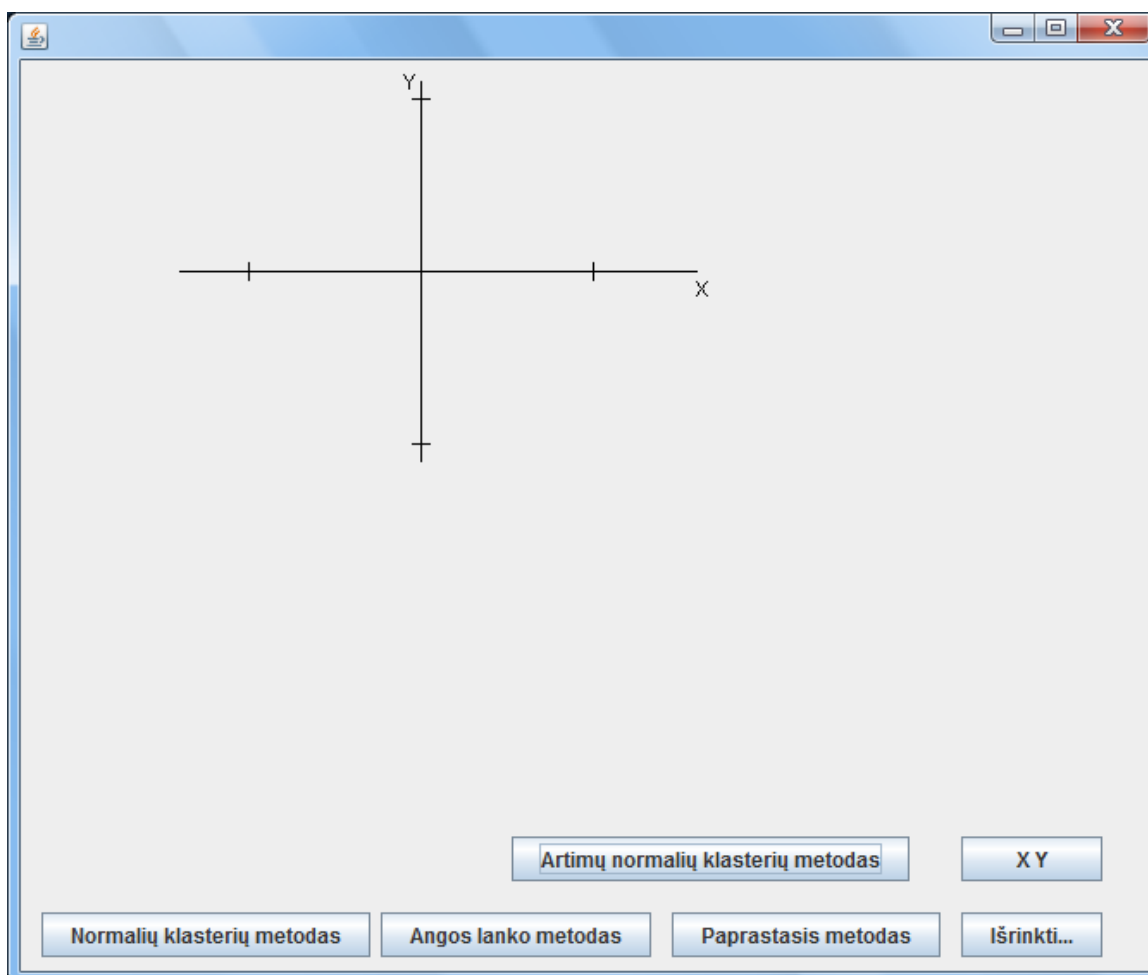 Y
X
Artimų normalių klasterių metodas
X Y
Normalių klasterių metodas
Angos lanko metodas
Paprastasis metodas
Išrinkti...